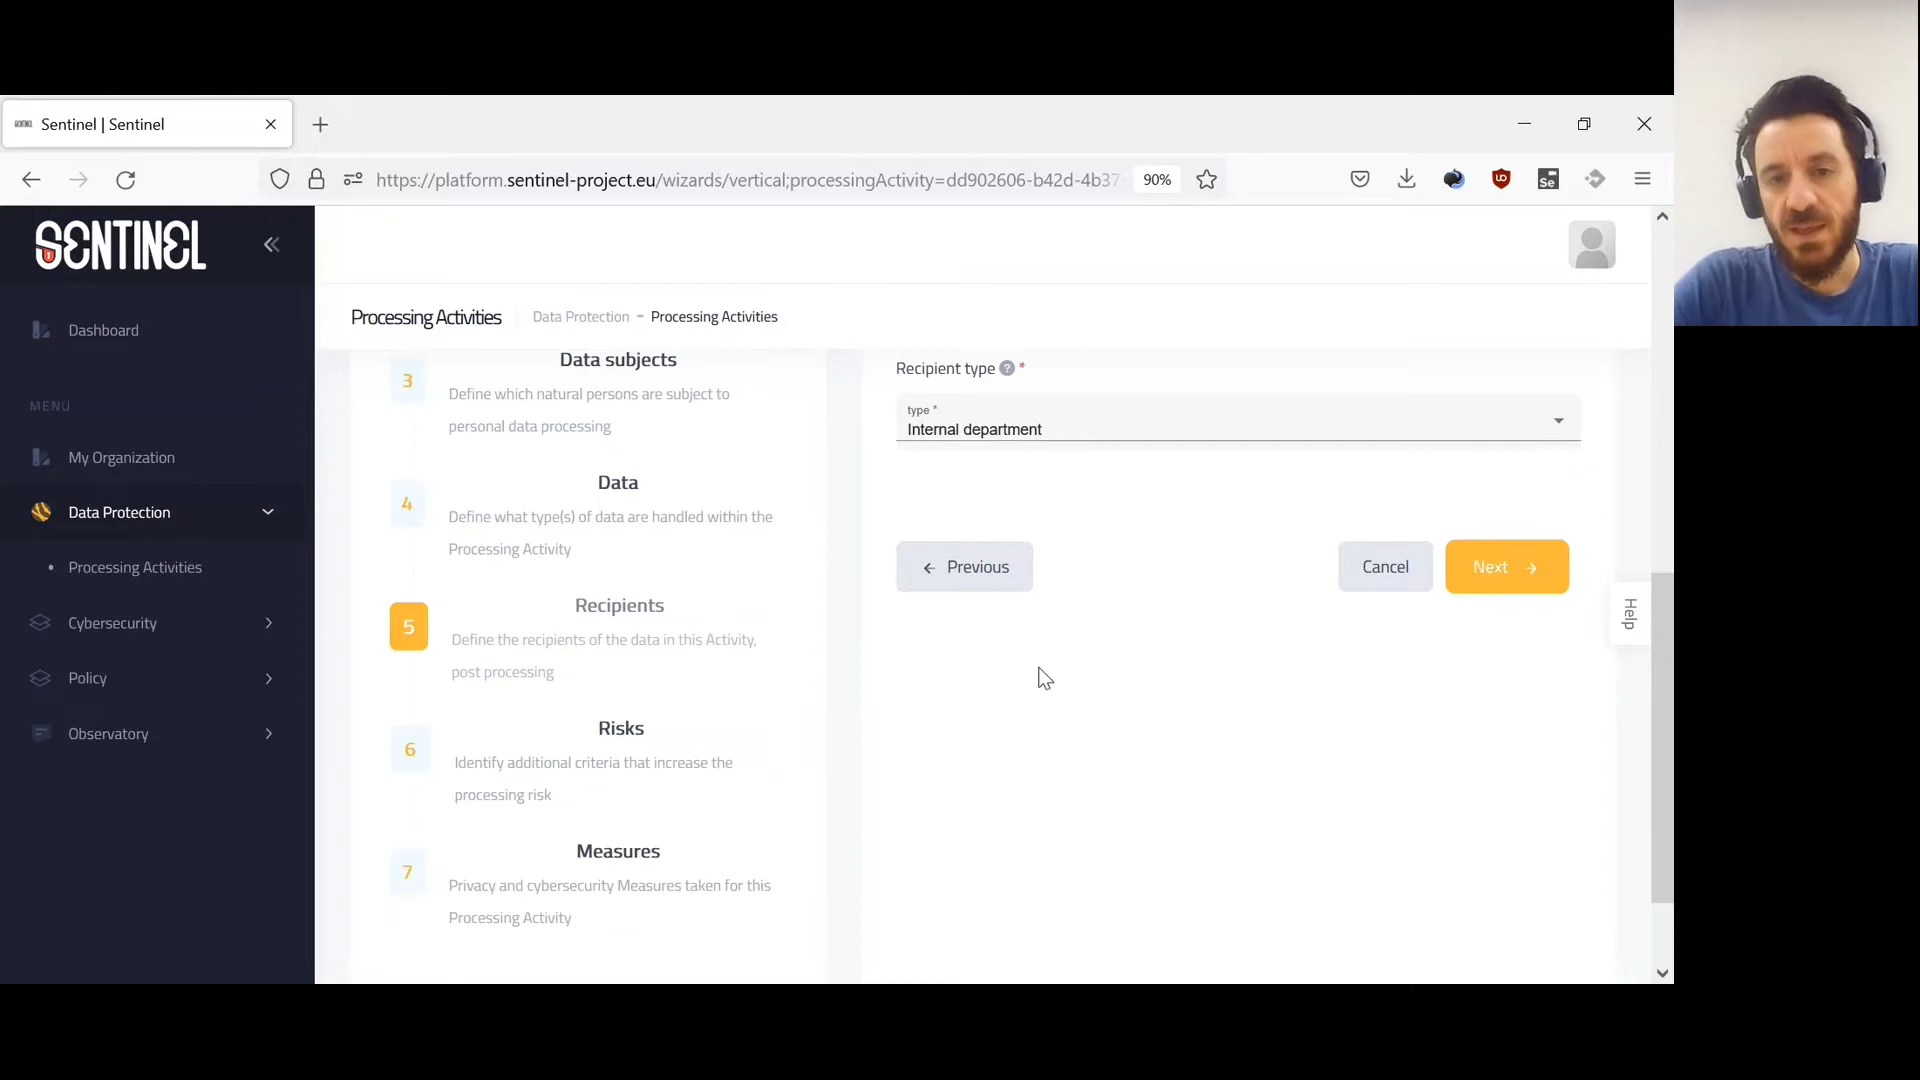 Sentinel | Sentinel
https://platform.sentinel-project.eu/wizards/vertical;processingActivity=dd902606-b42d-4b37
90%
SENTINEL
Dashboard
MENU
My Organization
Data Protection
Processing Activities
Cybersecurity
Policy
Observatory
Processing Activities
Data Protection - Processing Activities
3
Data subjects
Define which natural persons are subject to
personal data processing
4
Data
Define what type(s) of data are handled within the
Processing Activity
5
Recipients
Define the recipients of the data in this Activity,
post processing
6
Risks
Identify additional criteria that increase the
processing risk
7
Measures
Privacy and cybersecurity Measures taken for this
Processing Activity
Recipient type ? *
type *
Internal department
Previous
Cancel
Next
Help
Se